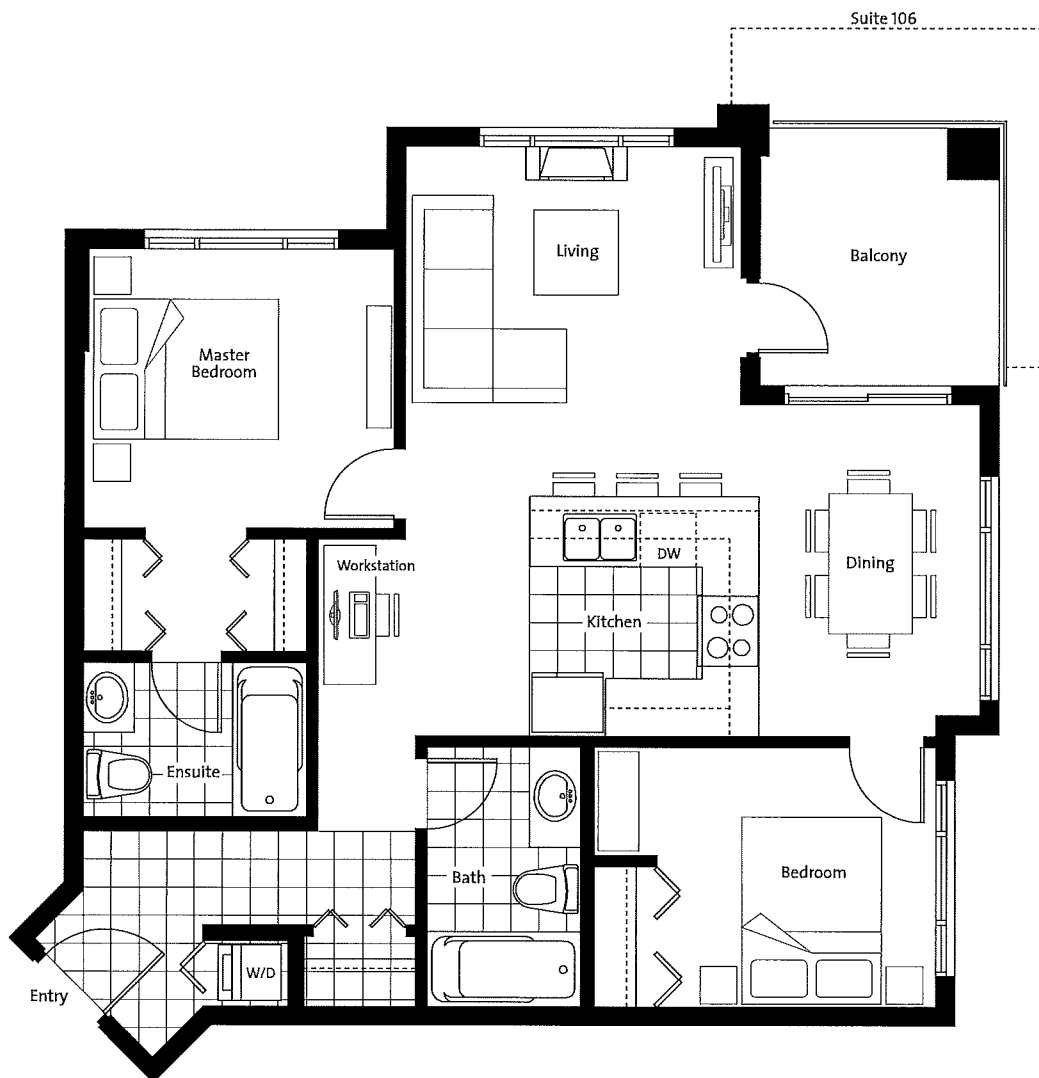 Suite 106
Living
Balcony
Master
Bedroom
Workstation
DW
Dining
Kitchen
Ensuite
Bath
Bedroom
W/D
Entry